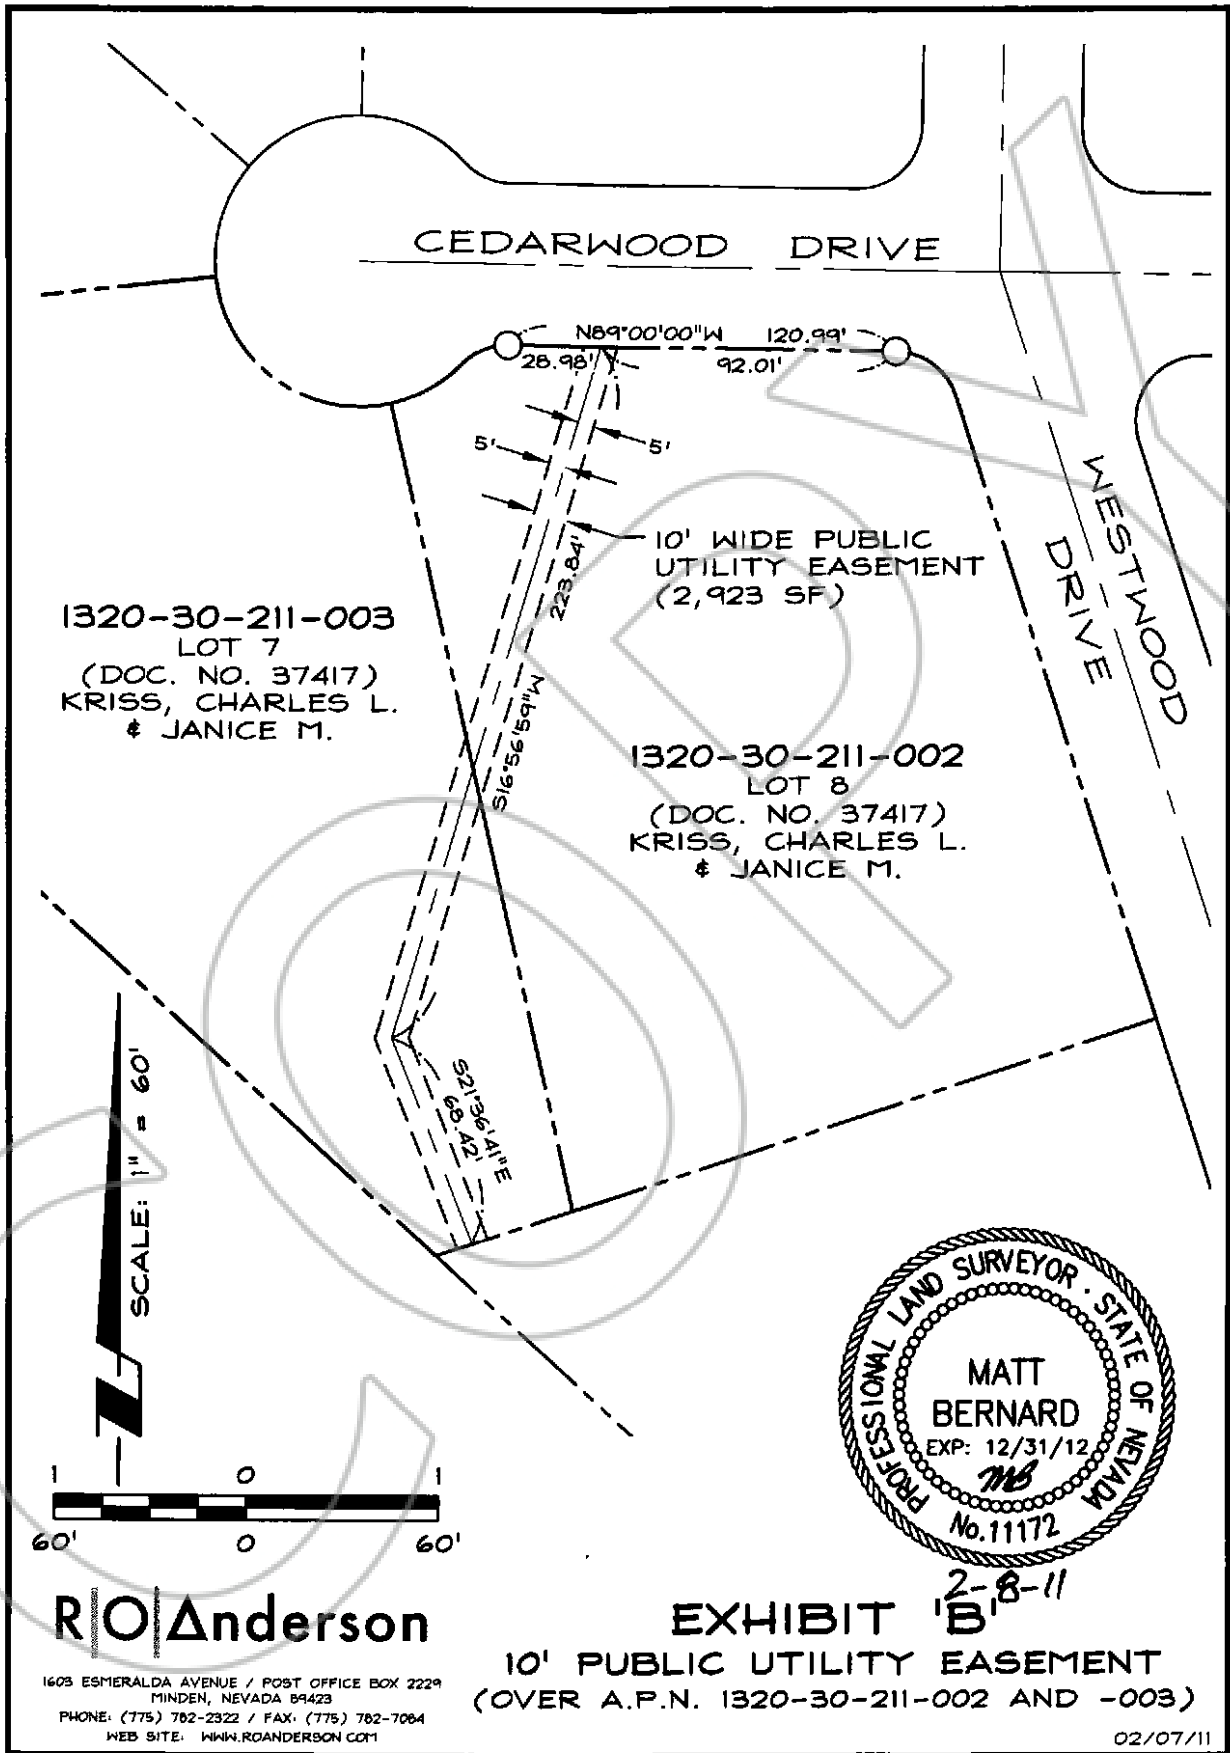 CEDARWOOD DRIVE
N89°00'00"W 120.99'
28.98' 92.01'
5' 5'
10' WIDE PUBLIC
UTILITY EASEMENT
(2,923 SF)
223.84'
S16°56'59"W
WESTWOOD
DRIVE
1320-30-211-003
LOT 7
(DOC. NO. 37417)
KRISS, CHARLES L.
& JANICE M.
1320-30-211-002
LOT 8
(DOC. NO. 37417)
KRISS, CHARLES L.
& JANICE M.
S21°36'41"E
68.42'
SCALE: 1" = 60'
1 0 1
60' 0 60'
PROFESSIONAL LAND SURVEYOR . STATE OF NEVADA
MATT
BERNARD
EXP: 12/31/12
MB
No.11172
2-8-11
R|O|Anderson
1603 ESMERALDA AVENUE / POST OFFICE BOX 2229
MINDEN, NEVADA 89423
PHONE: (775) 782-2322 / FAX: (775) 782-7084
WEB SITE: WWW.ROANDERSON.COM
EXHIBIT 'B'
10' PUBLIC UTILITY EASEMENT
(OVER A.P.N. 1320-30-211-002 AND -003)
02/07/11
COPY